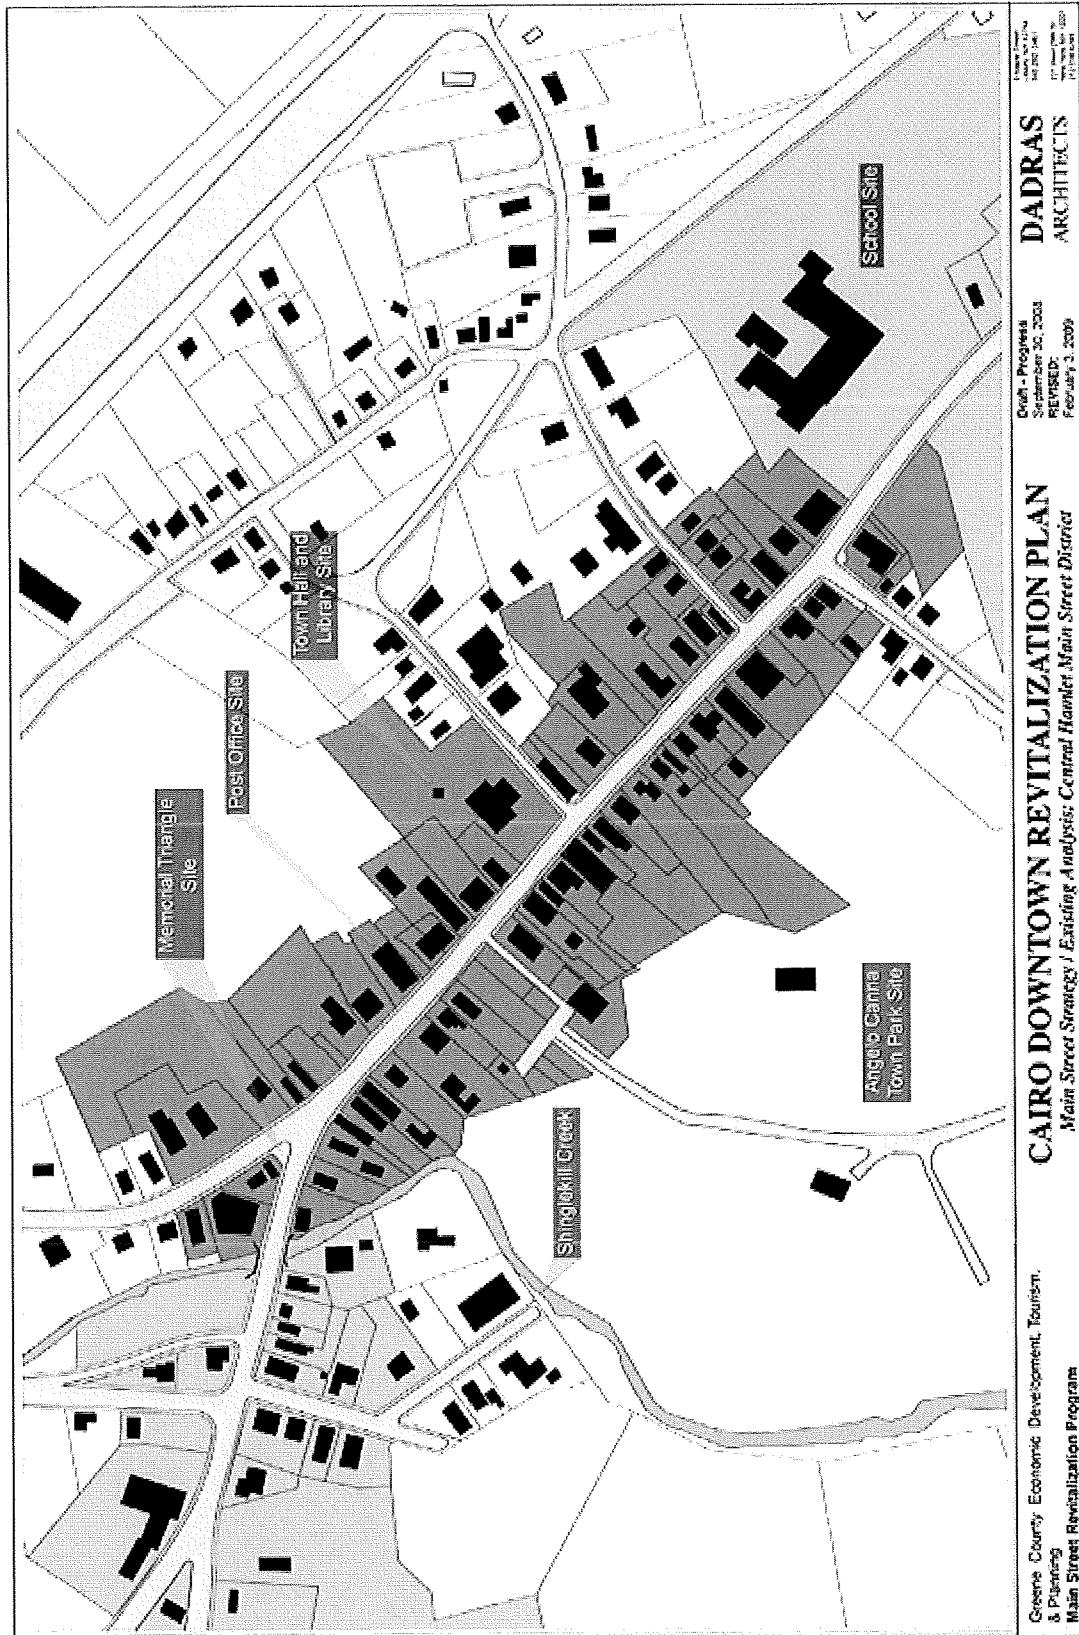 Memorial Triangle
Site
Post Office Site
Town Hall and
Library Site
School Site
Shinglekill Creek
Angelo Canna
Town Park Site
Greene County Economic Development, Tourism,
& Planning
Main Street Revitalization Program
CAIRO DOWNTOWN REVITALIZATION PLAN
Main Street Strategy / Existing Analysis: Central Hamlet Main Street District
Draft - Progress
September 30, 2008
REVISED:
February 2, 2009
DADRAS
ARCHITECTS